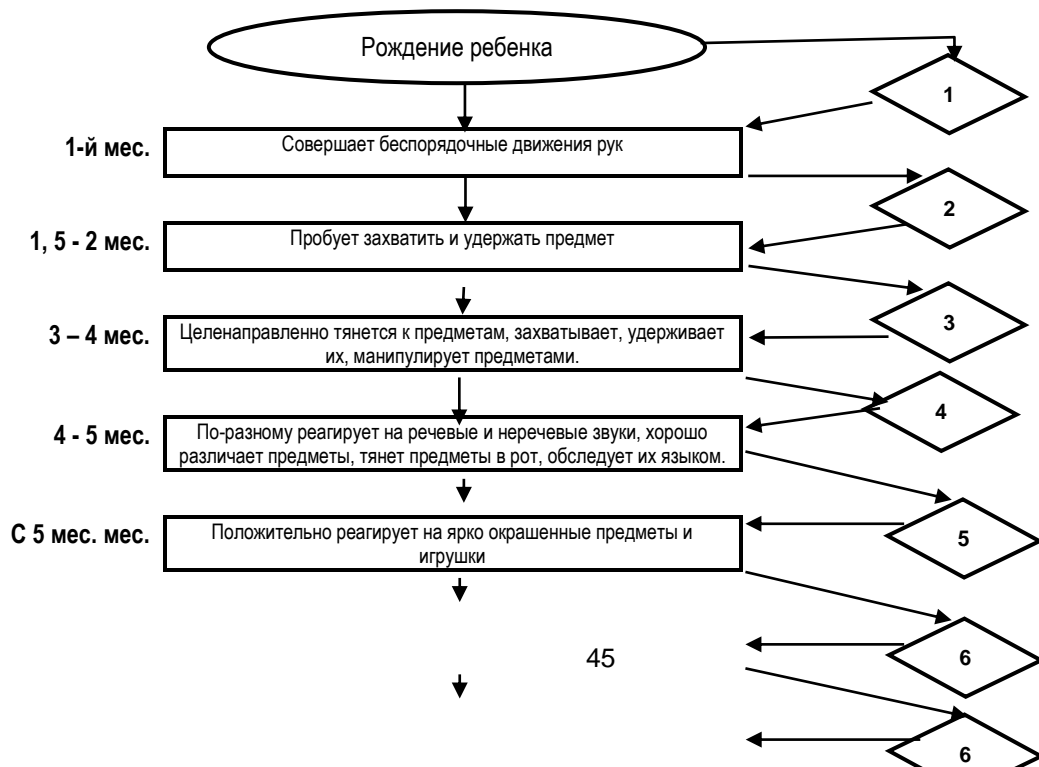 Рождение ребенка
1
1-й мес.
Совершает беспорядочные движения рук
2
1, 5 - 2 мес.
Пробует захватить и удержать предмет
3
3 – 4 мес.
Целенаправленно тянется к предметам, захватывает, удерживает
их, манипулирует предметами.
4
4 - 5 мес.
По-разному реагирует на речевые и неречевые звуки, хорошо
различает предметы, тянет предметы в рот, обследует их языком.
С 5 мес. мес.
Положительно реагирует на ярко окрашенные предметы и
игрушки
5
45
6
6